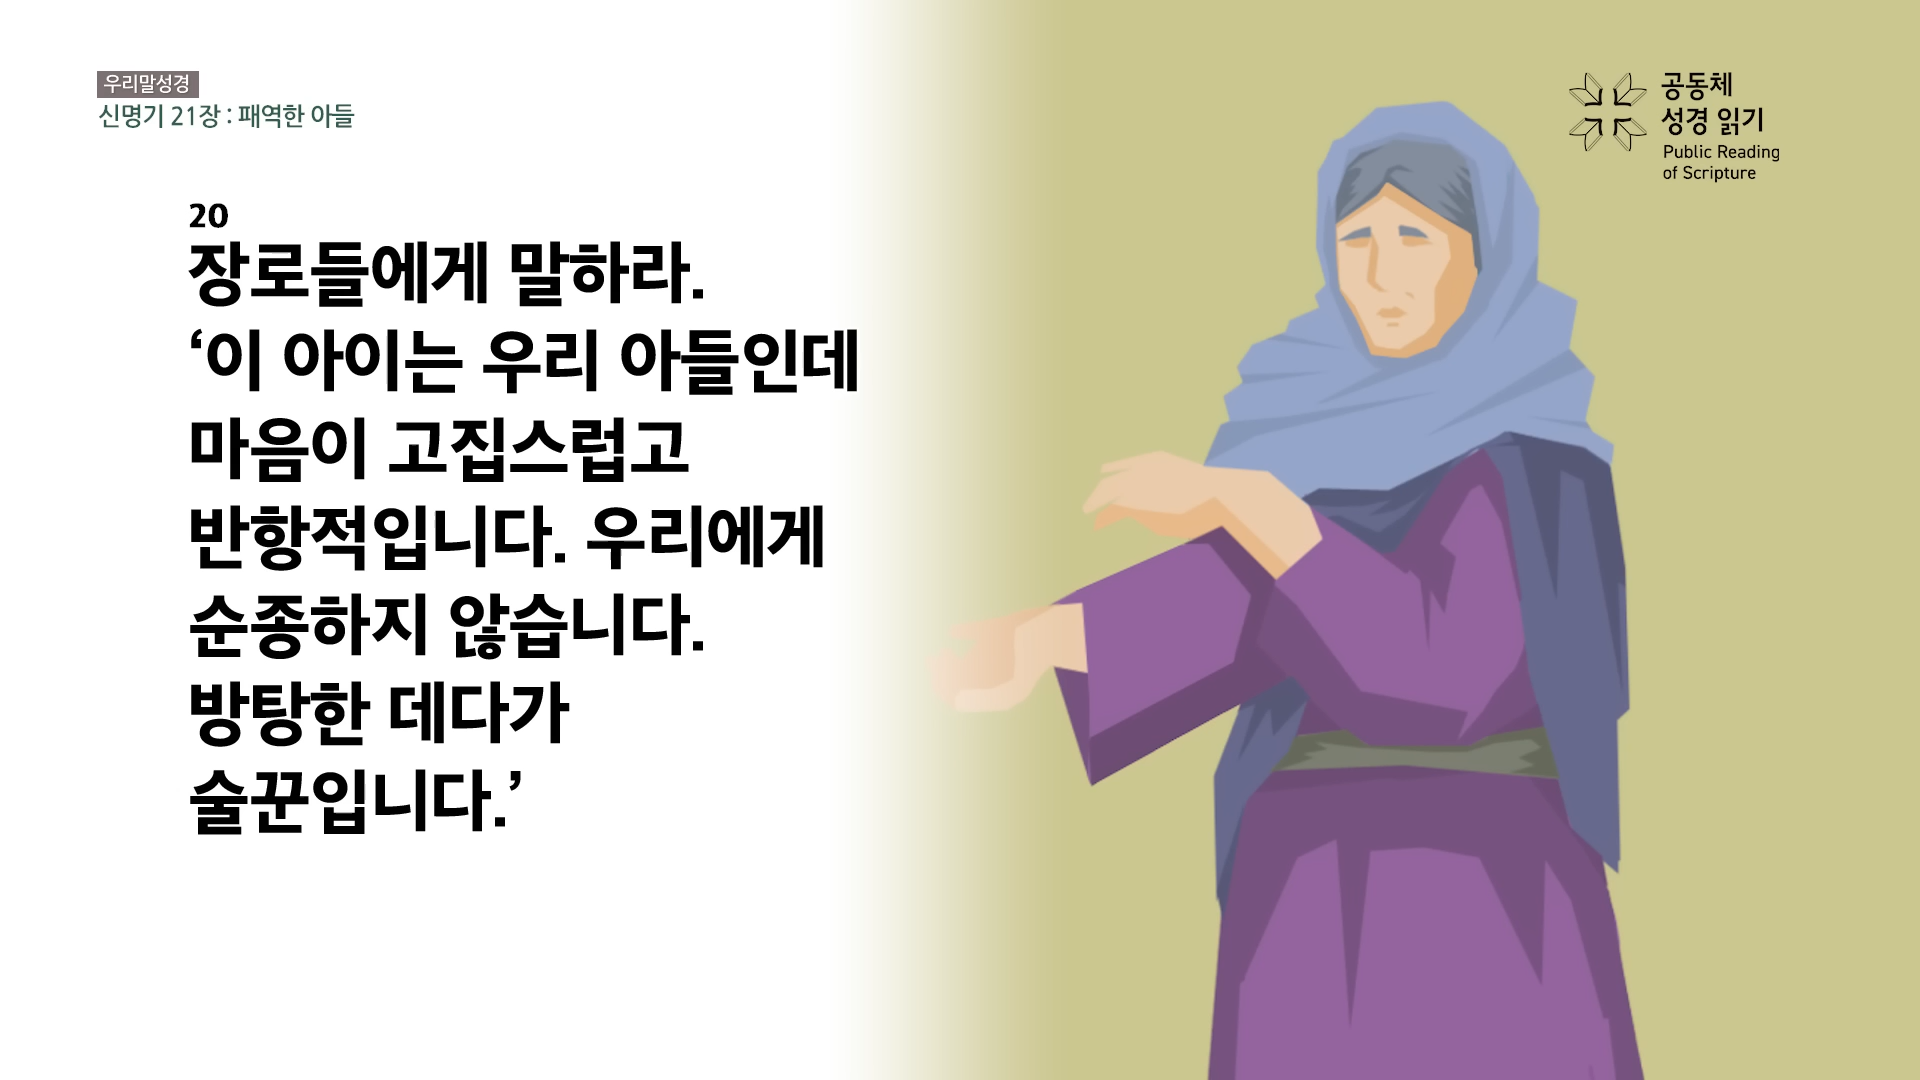 우리말성경
신명기 21장 : 패역한 아들
공동체
성경 읽기
Public Reading
of Scripture
20
장로들에게 말하라.
‘이 아이는 우리 아들인데
마음이 고집스럽고
반항적입니다. 우리에게
순종하지 않습니다.
방탕한 데다가
술꾼입니다.’